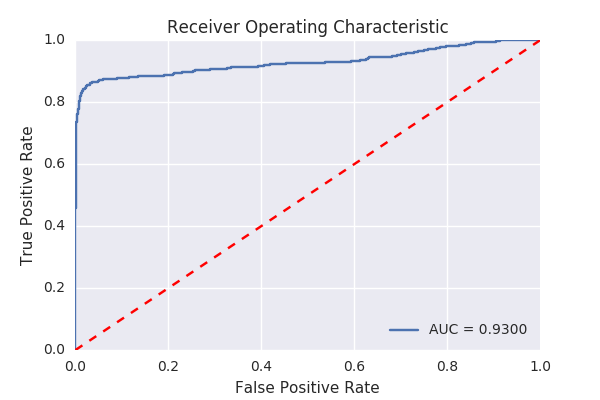 Receiver Operating Characteristic
1.0
0.8
0.6
0.4
0.2
0.0
True Positive Rate
AUC = 0.9300
0.0 0.2 0.4 0.6 0.8 1.0
False Positive Rate